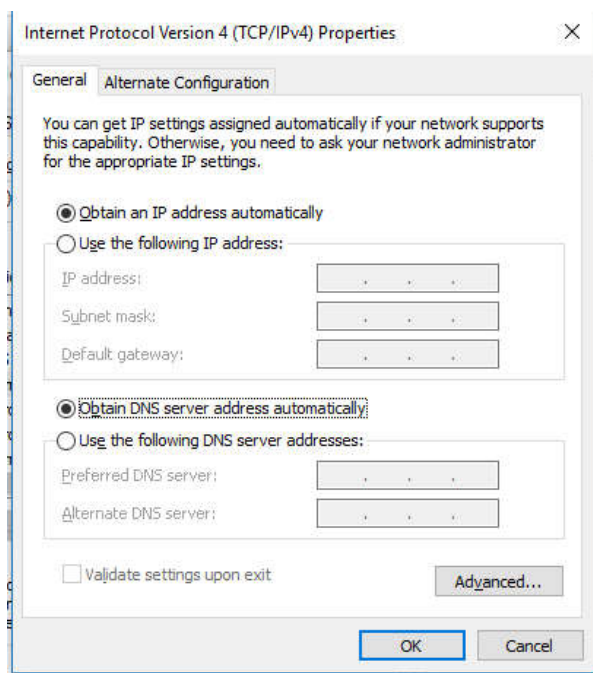 Internet Protocol Version 4 (TCP/IPv4) Properties
General
Alternate Configuration
You can get IP settings assigned automatically if your network supports
this capability. Otherwise, you need to ask your network administrator
for the appropriate IP settings.
Obtain an IP address automatically
Use the following IP address:
IP address:
Subnet mask:
Default gateway:
Obtain DNS server address automatically
Use the following DNS server addresses:
Preferred DNS server:
Alternate DNS server:
Validate settings upon exit
Advanced...
OK
Cancel